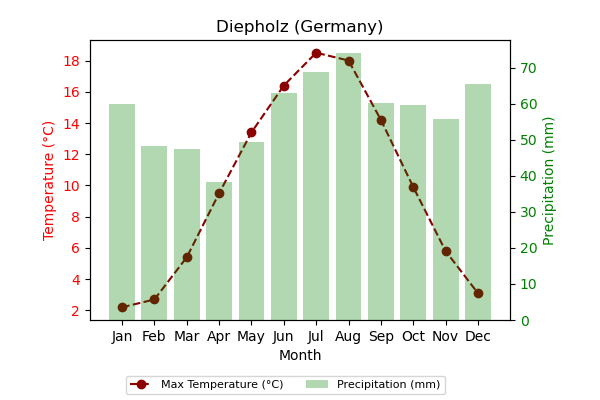 Diepholz (Germany)
Temperature (°C)
18
16
14
12
10
8
6
4
2
Precipitation (mm)
70
60
50
40
30
20
10
0
Jan Feb Mar Apr May Jun Jul Aug Sep Oct Nov Dec
Month
Max Temperature (°C) Precipitation (mm)